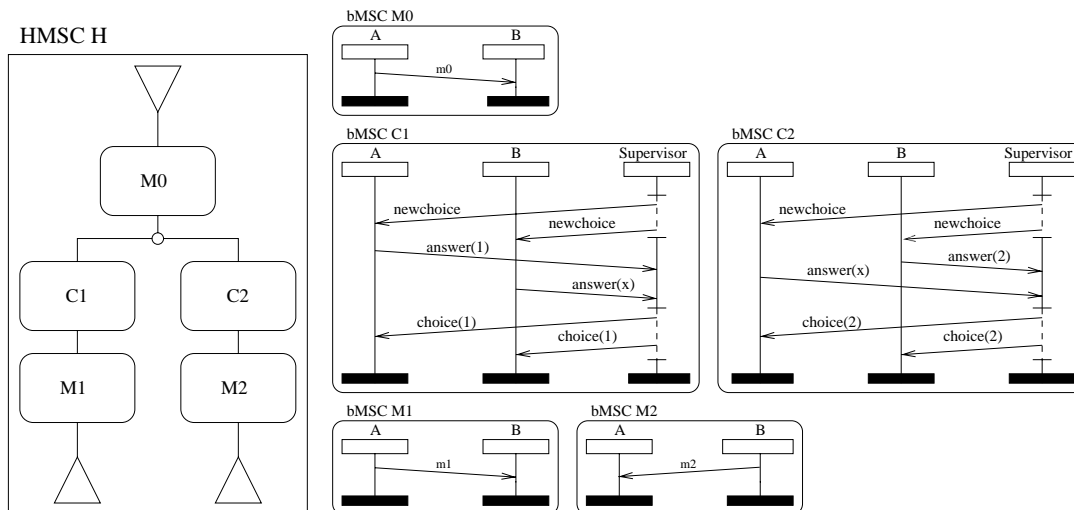 HMSC H
M0
C1
C2
M1
M2
bMSC M0
A B
m0
bMSC C1
A B Supervisor
newchoice
newchoice
answer(1)
answer(x)
choice(1)
choice(1)
bMSC C2
A B Supervisor
newchoice
newchoice
answer(2)
answer(x)
choice(2)
choice(2)
bMSC M1
A B
m1
bMSC M2
A B
m2